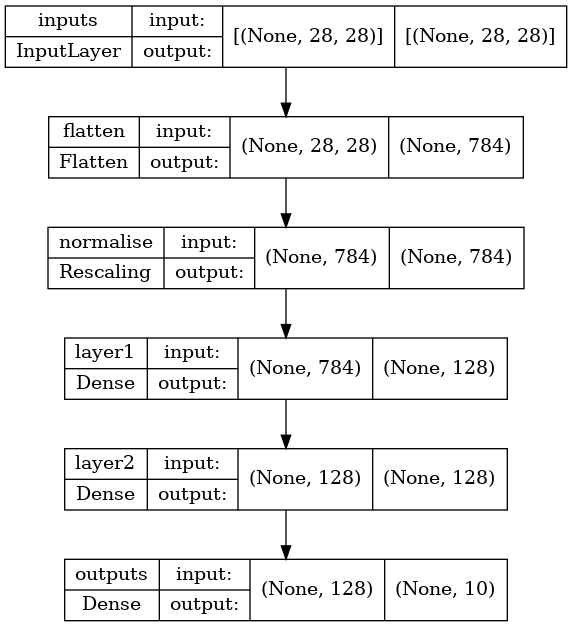 inputs input: [(None, 28, 28)] [(None, 28, 28)]
InputLayer output:
flatten input: (None, 28, 28) (None, 784)
Flatten output:
normalise input: (None, 784) (None, 784)
Rescaling output:
layer1 input: (None, 784) (None, 128)
Dense output:
layer2 input: (None, 128) (None, 128)
Dense output:
outputs input: (None, 128) (None, 10)
Dense output: